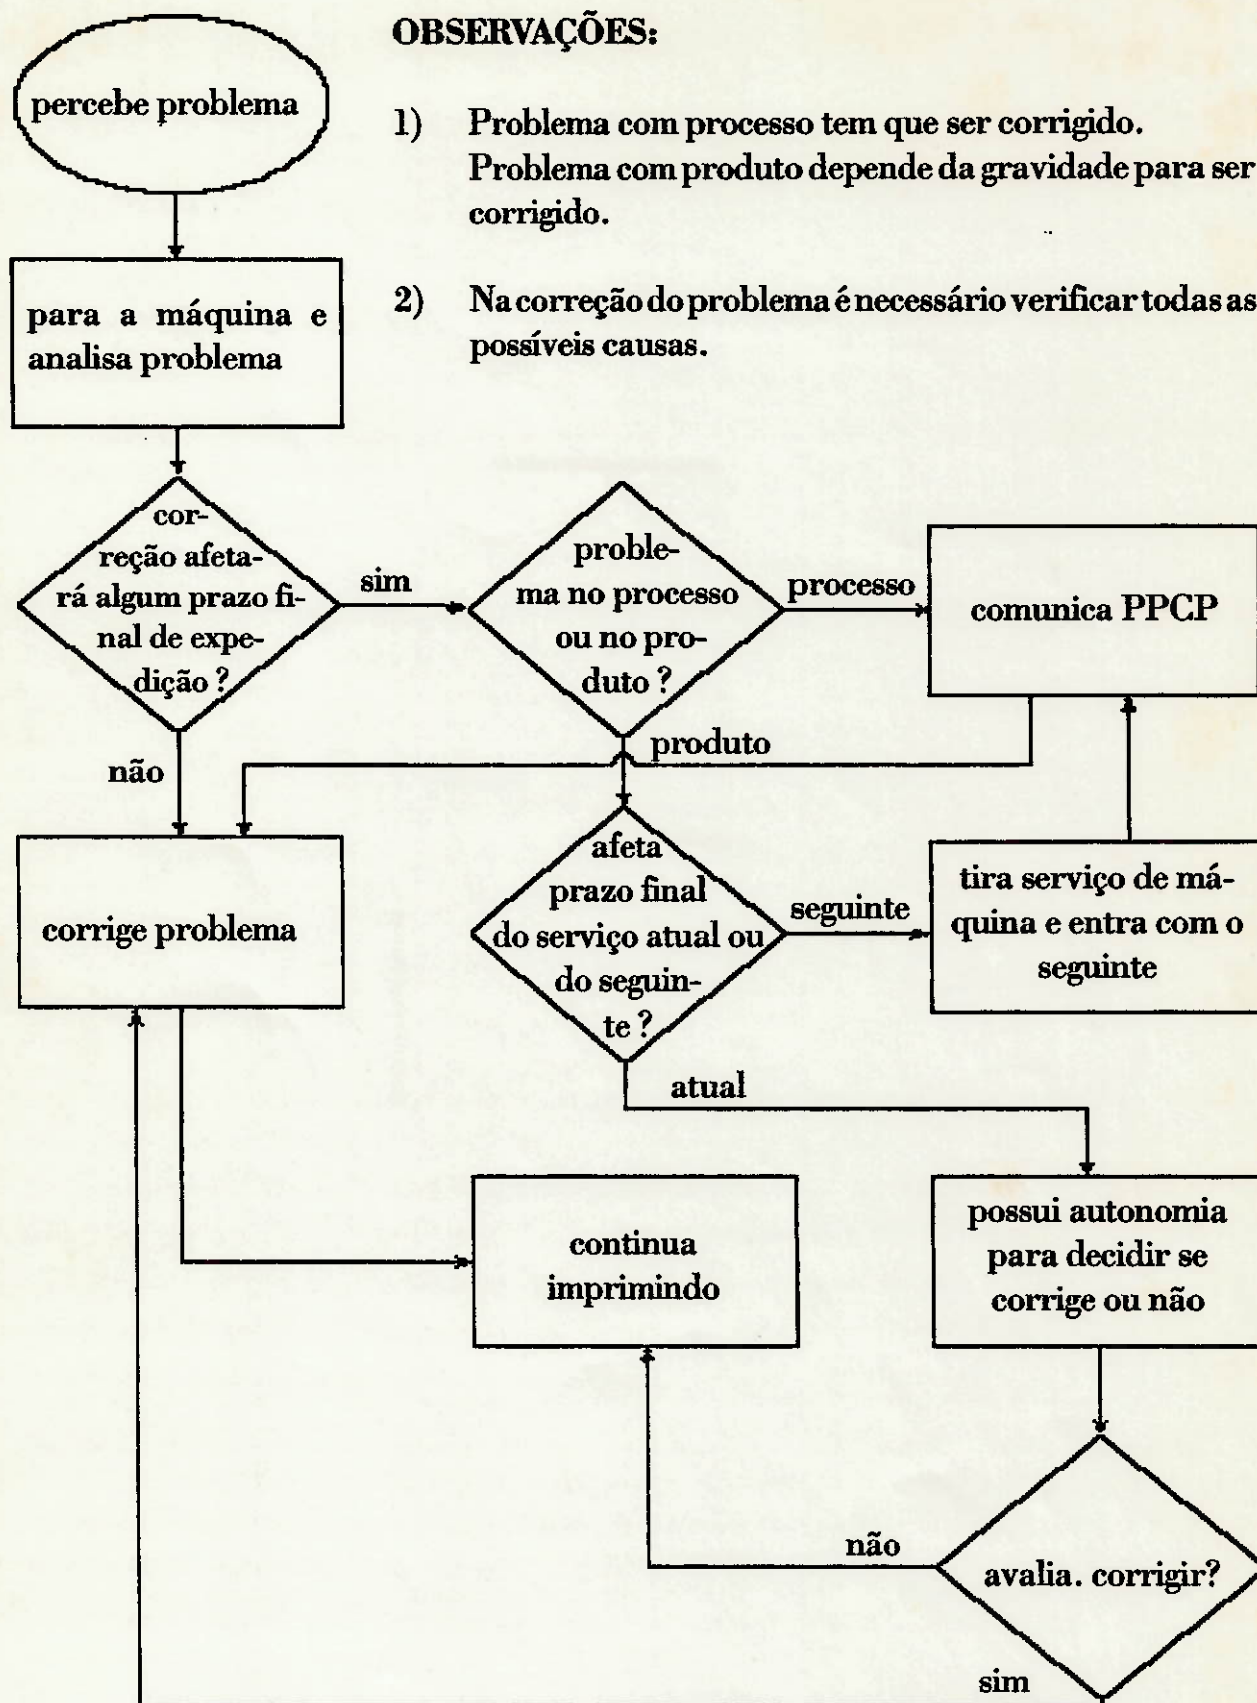 OBSERVAÇÕES:
percebe problema
1) Problema com processo tem que ser corrigido.
Problema com produto depende da gravidade para ser
corrigido.
para a máquina e
analisa problema
2) Na correção do problema é necessário verificar todas as
possíveis causas.
cor-
reção afeta-
rá algum prazo fi-
nal de expe-
dição ?
sim
proble-
ma no processo
ou no pro-
duto ?
processo
comunica PPCP
não
produto
corrige problema
afeta
prazo final
do serviço atual ou
do seguin-
te ?
seguinte
tira serviço de má-
quina e entra com o
seguinte
atual
continua
imprimindo
possui autonomia
para decidir se
corrige ou não
não
avalia. corrigir?
sim